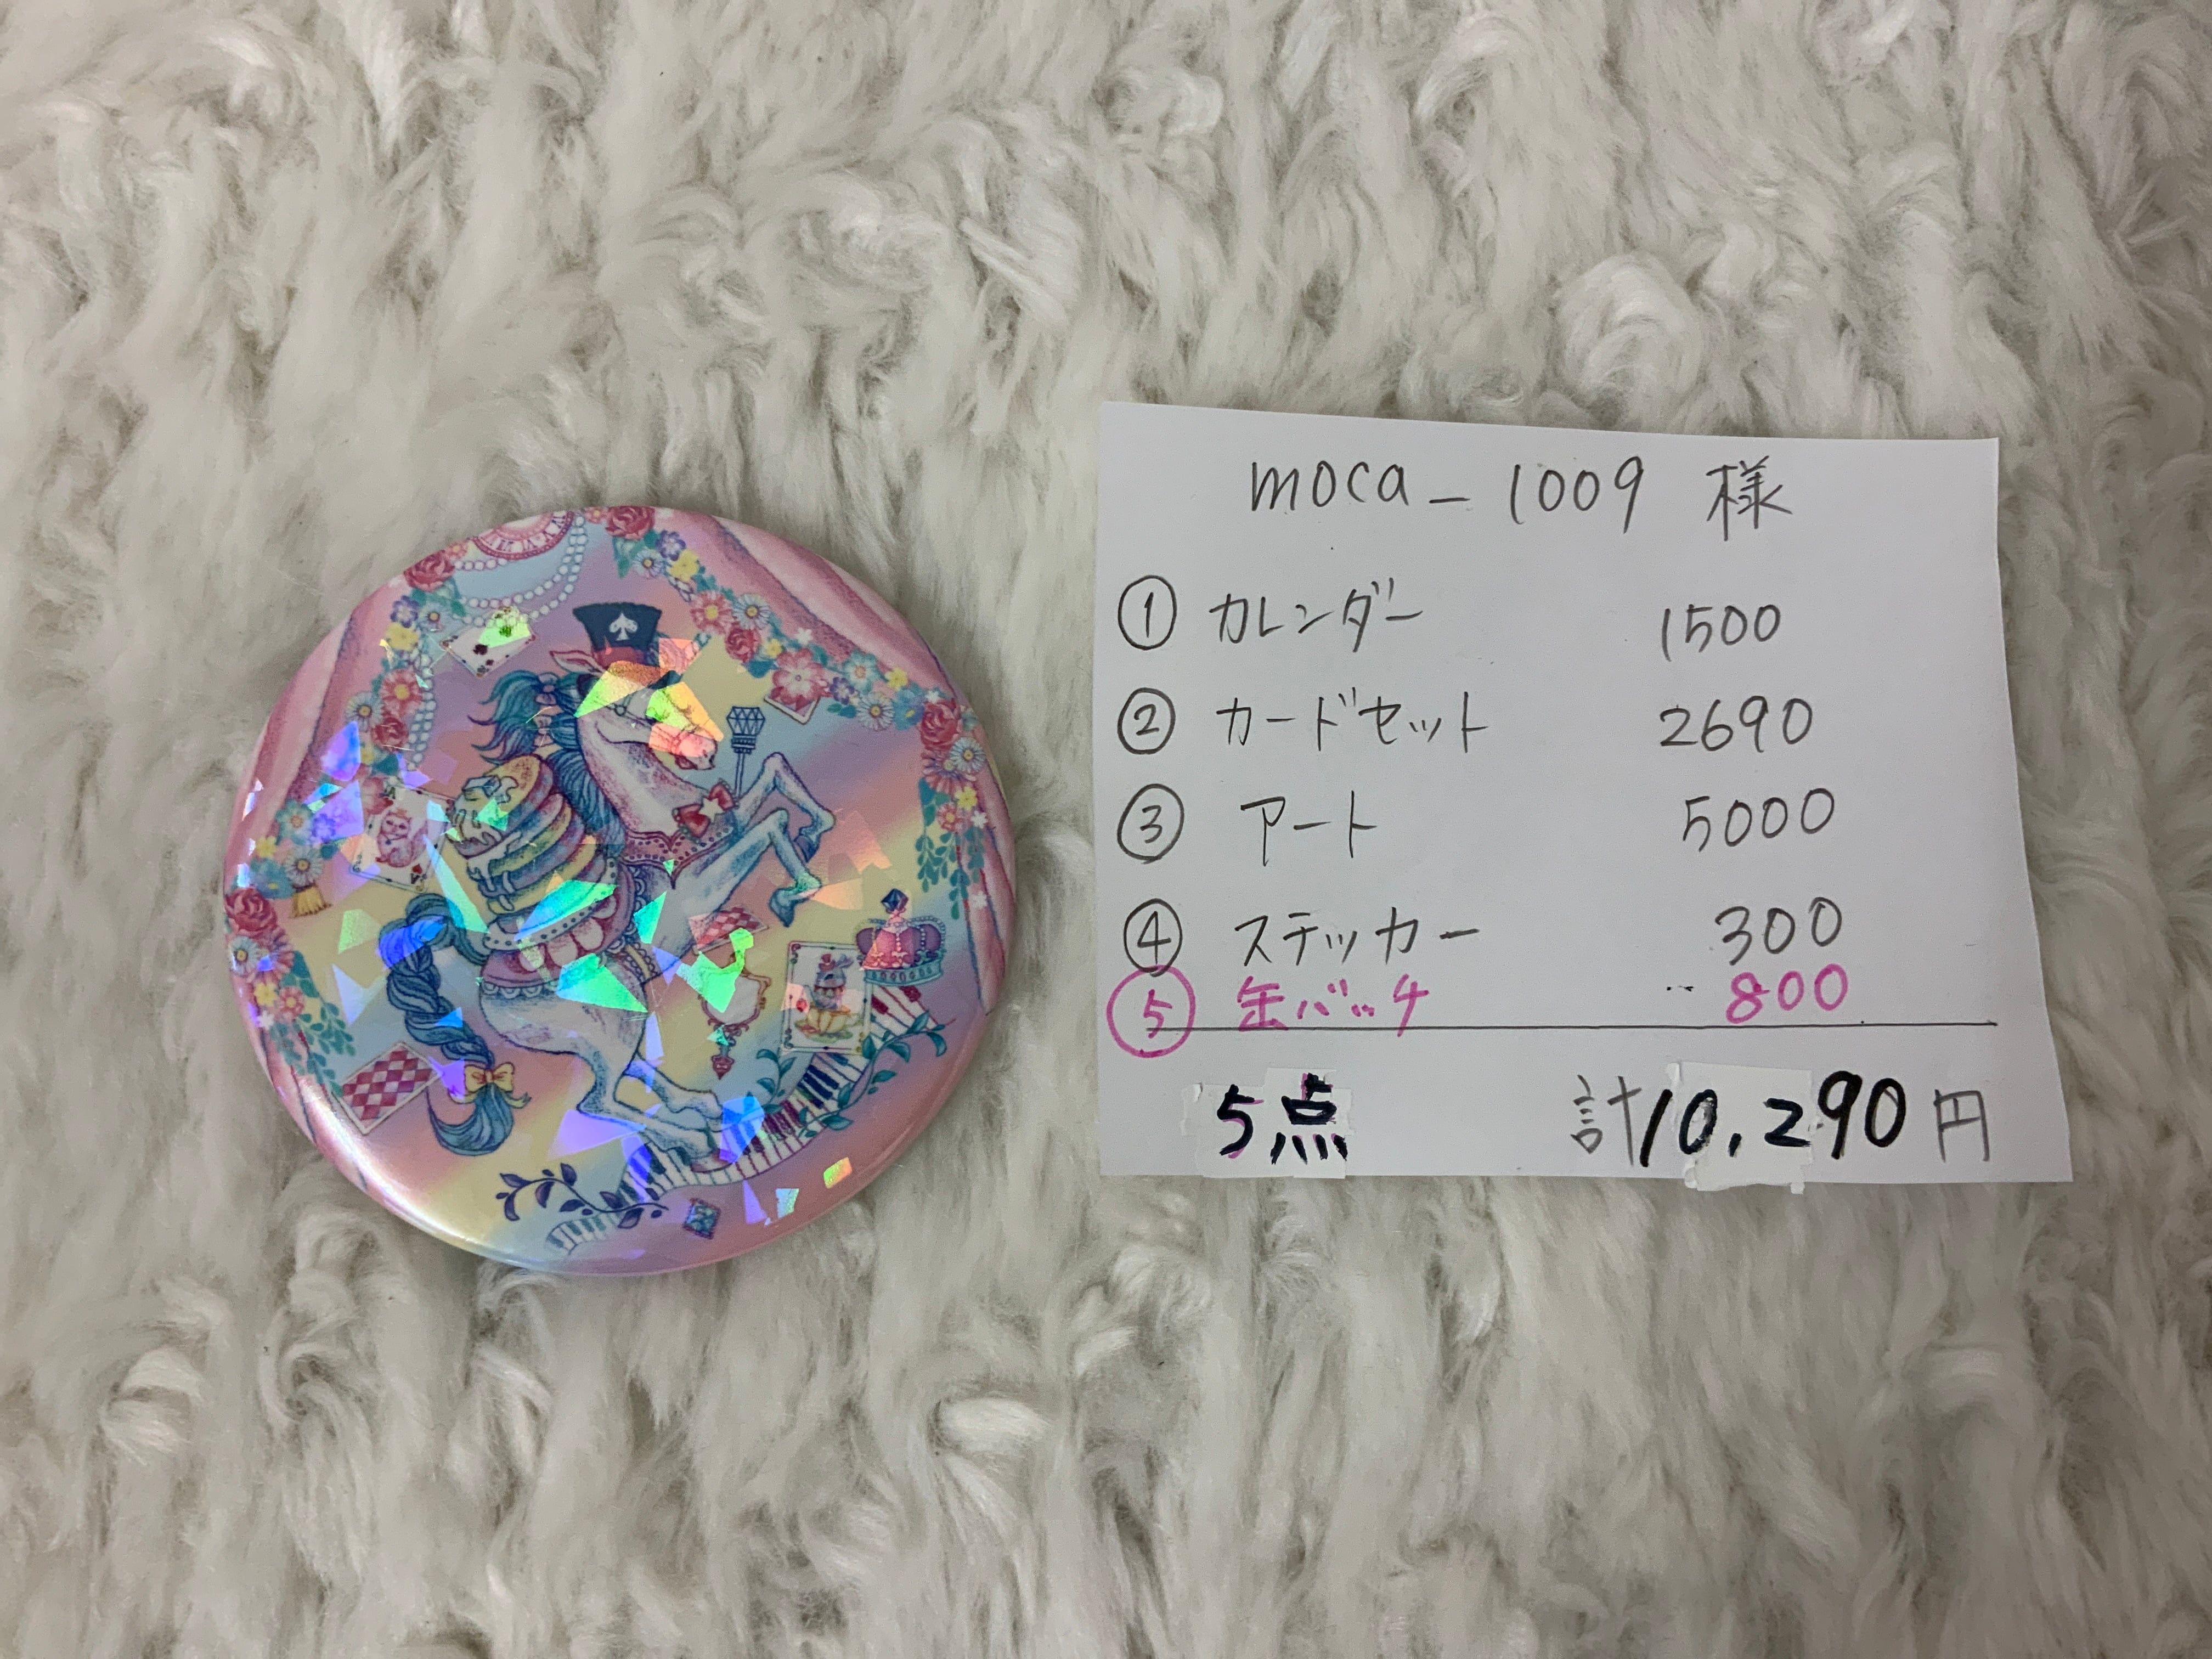 moca_1009 様
① カレンダー 1500
② カードセット 2690
③ アート 5000
④ ステッカー 300
⑤ 缶バッチ 800
5点 計10,290円